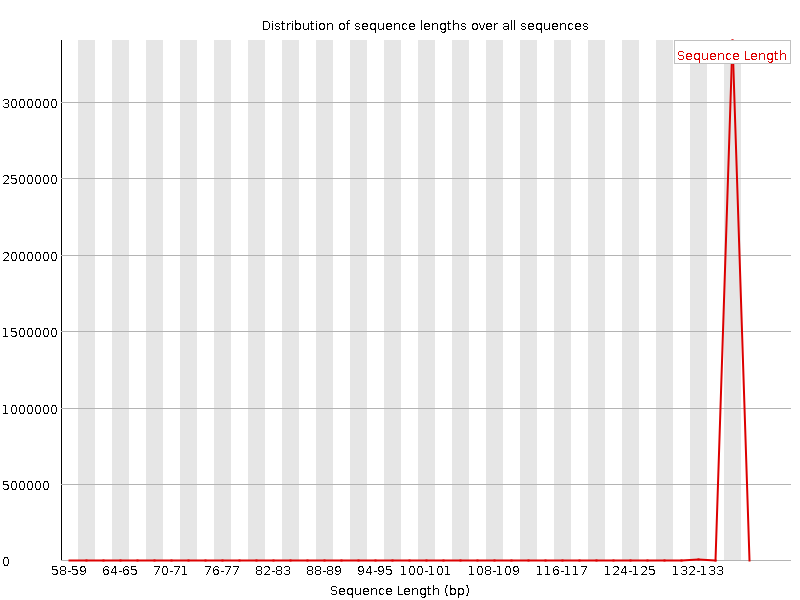 Distribution of sequence lengths over all sequences
Sequence Length
3000000
2500000
2000000
1500000
1000000
500000
0
58-59 64-65 70-71 76-77 82-83 88-89 94-95 100-101 108-109 116-117 124-125 132-133
Sequence Length (bp)